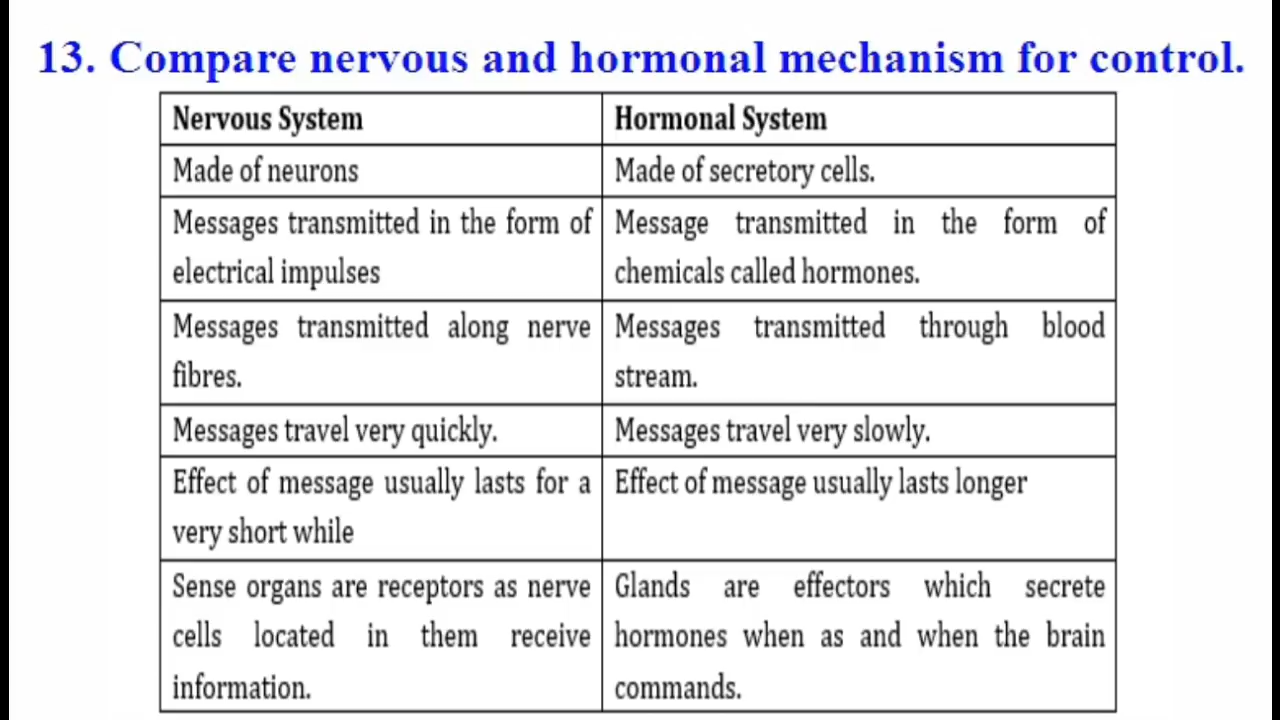 13. Compare nervous and hormonal mechanism for control.
Nervous System
Hormonal System
Made of neurons
Made of secretory cells.
Messages transmitted in the form of
electrical impulses
Message transmitted in the form of
chemicals called hormones.
Messages transmitted along nerve
fibres.
Messages transmitted through blood
stream.
Messages travel very quickly.
Messages travel very slowly.
Effect of message usually lasts for a
very short while
Effect of message usually lasts longer
Sense organs are receptors as nerve
cells located in them receive
information.
Glands are effectors which secrete
hormones when as and when the brain
commands.